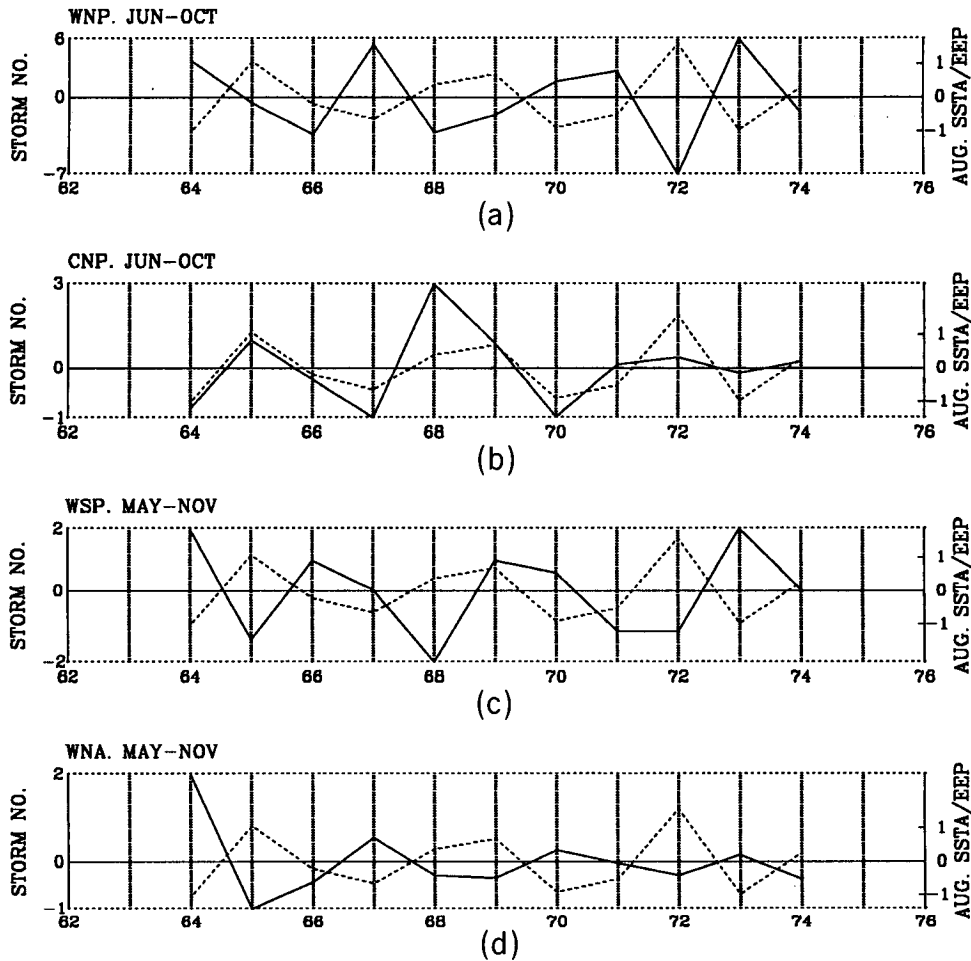 WNP. JUN-OCT
6
0
-7
STORM NO.
1
0
-1
AUG. SSTA/EEP
62 64 66 68 70 72 74 76
(a)
CNP. JUN-OCT
3
0
-1
STORM NO.
1
0
-1
AUG. SSTA/EEP
62 64 66 68 70 72 74 76
(b)
WSP. MAY-NOV
2
0
-2
STORM NO.
1
0
-1
AUG. SSTA/EEP
62 64 66 68 70 72 74 76
(c)
WNA. MAY-NOV
2
0
-1
STORM NO.
1
0
-1
AUG. SSTA/EEP
62 64 66 68 70 72 74 76
(d)